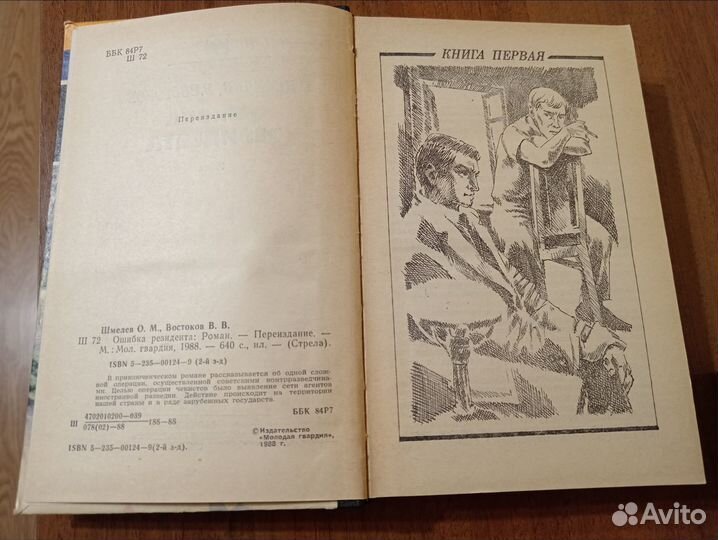 ББК 84Р7
Ш 72
Переиздание
Шмелев О. М., Востоков В. В.
Ш 72 Ошибка резидента: Роман. — Переиздание. —
М.: Мол. гвардия, 1988. — 640 с., ил. — (Стрела).
ISBN 5—235—00124—9 (2-й з-д)
В приключенческом романе рассказывается об одной слож-
ной операции, осуществленной советскими контрразведчика-
ми. Целью операции чекистов было выявление сети агентов
иностранной разведки. Действие происходит на территории
нашей страны и в ряде зарубежных государств.
ББК 84Р7
Ш 4702010200—039
078(02)—88 188—88
©Издательство
«Молодая гвардия»,
1988 г.
ISBN 5—235—00124—9(2-й з-д).
КНИГА ПЕРВАЯ
Avito